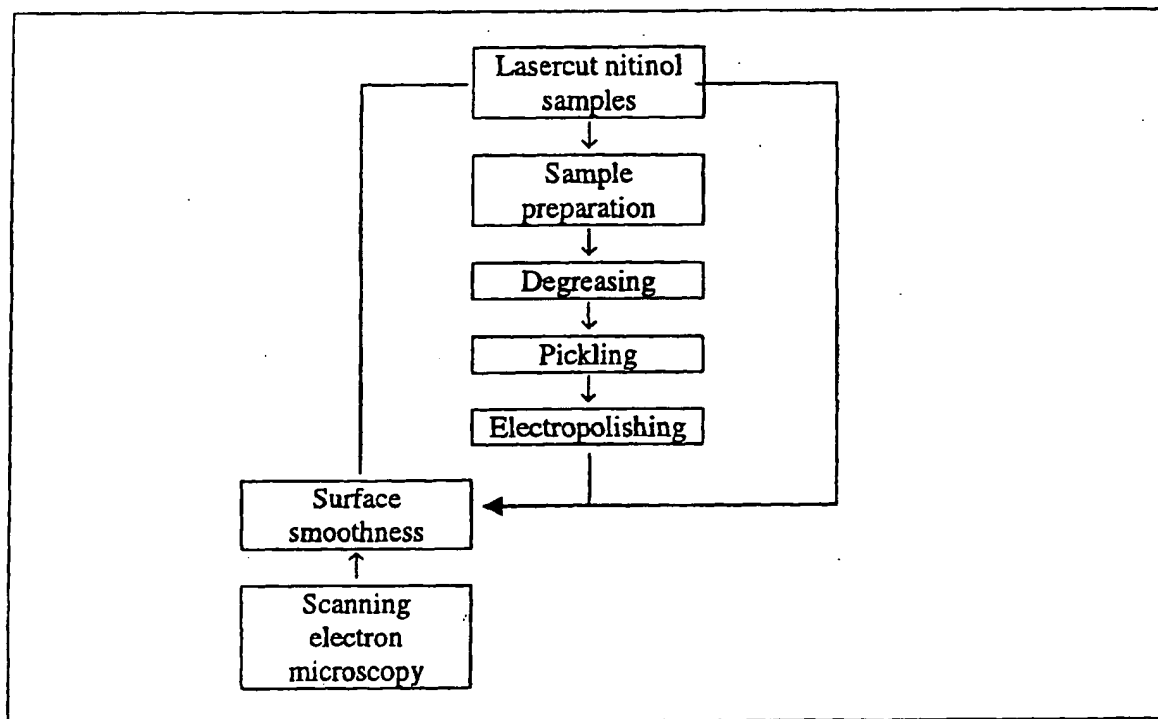 Lasercut nitinol
samples
Sample
preparation
Degreasing
Pickling
Electropolishing
Surface
smoothness
Scanning
electron
microscopy